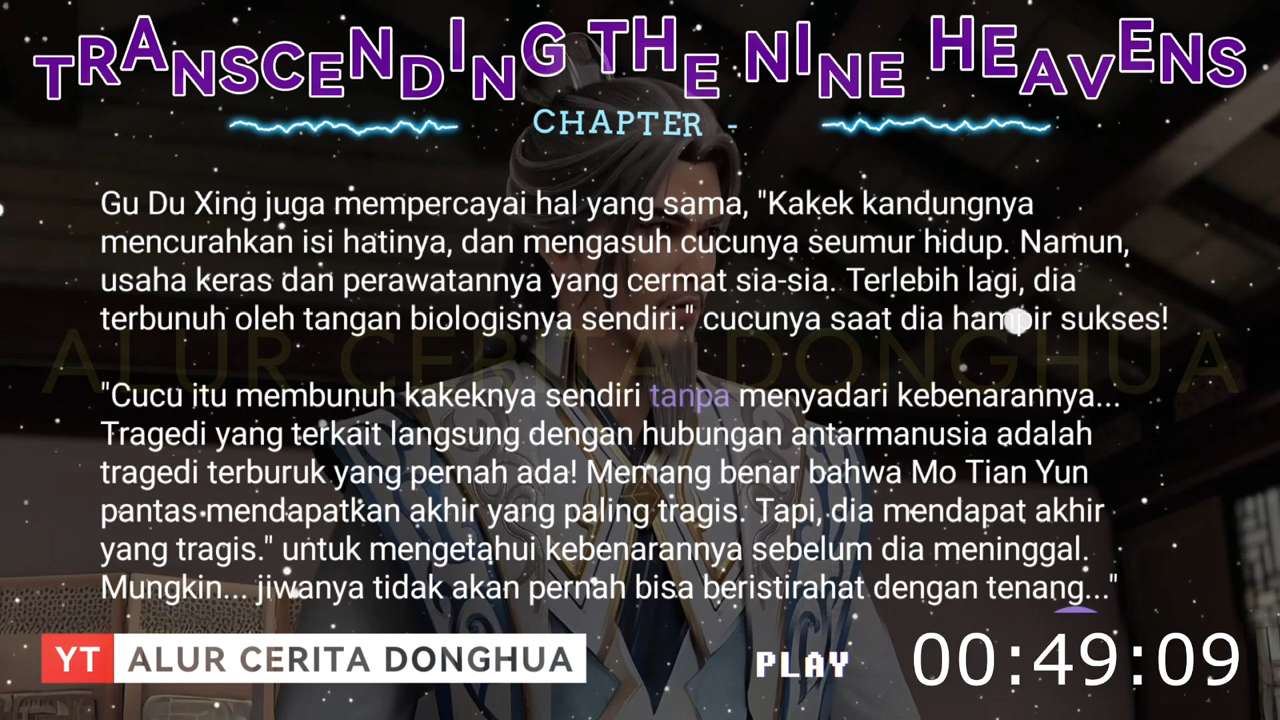 TRANSCENDING THE NINE HEAVENS
CHAPTER -
Gu Du Xing juga mempercayai hal yang sama, "Kakek kandungnya
mencurahkan isi hatinya, dan mengasuh cucunya seumur hidup. Namun,
usaha keras dan perawatannya yang cermat sia-sia. Terlebih lagi, dia
terbunuh oleh tangan biologisnya sendiri." cucunya saat dia hampir sukses!
ALUR CERITA DONGHUA
"Cucu itu membunuh kakeknya sendiri tanpa menyadari kebenarannya...
Tragedi yang terkait langsung dengan hubungan antarmanusia adalah
tragedi terburuk yang pernah ada! Memang benar bahwa Mo Tian Yun
pantas mendapatkan akhir yang paling tragis. Tapi, dia mendapat akhir
yang tragis." untuk mengetahui kebenarannya sebelum dia meninggal.
Mungkin... jiwanya tidak akan pernah bisa beristirahat dengan tenang..."
YT ALUR CERITA DONGHUA
PLAY 00:49:09